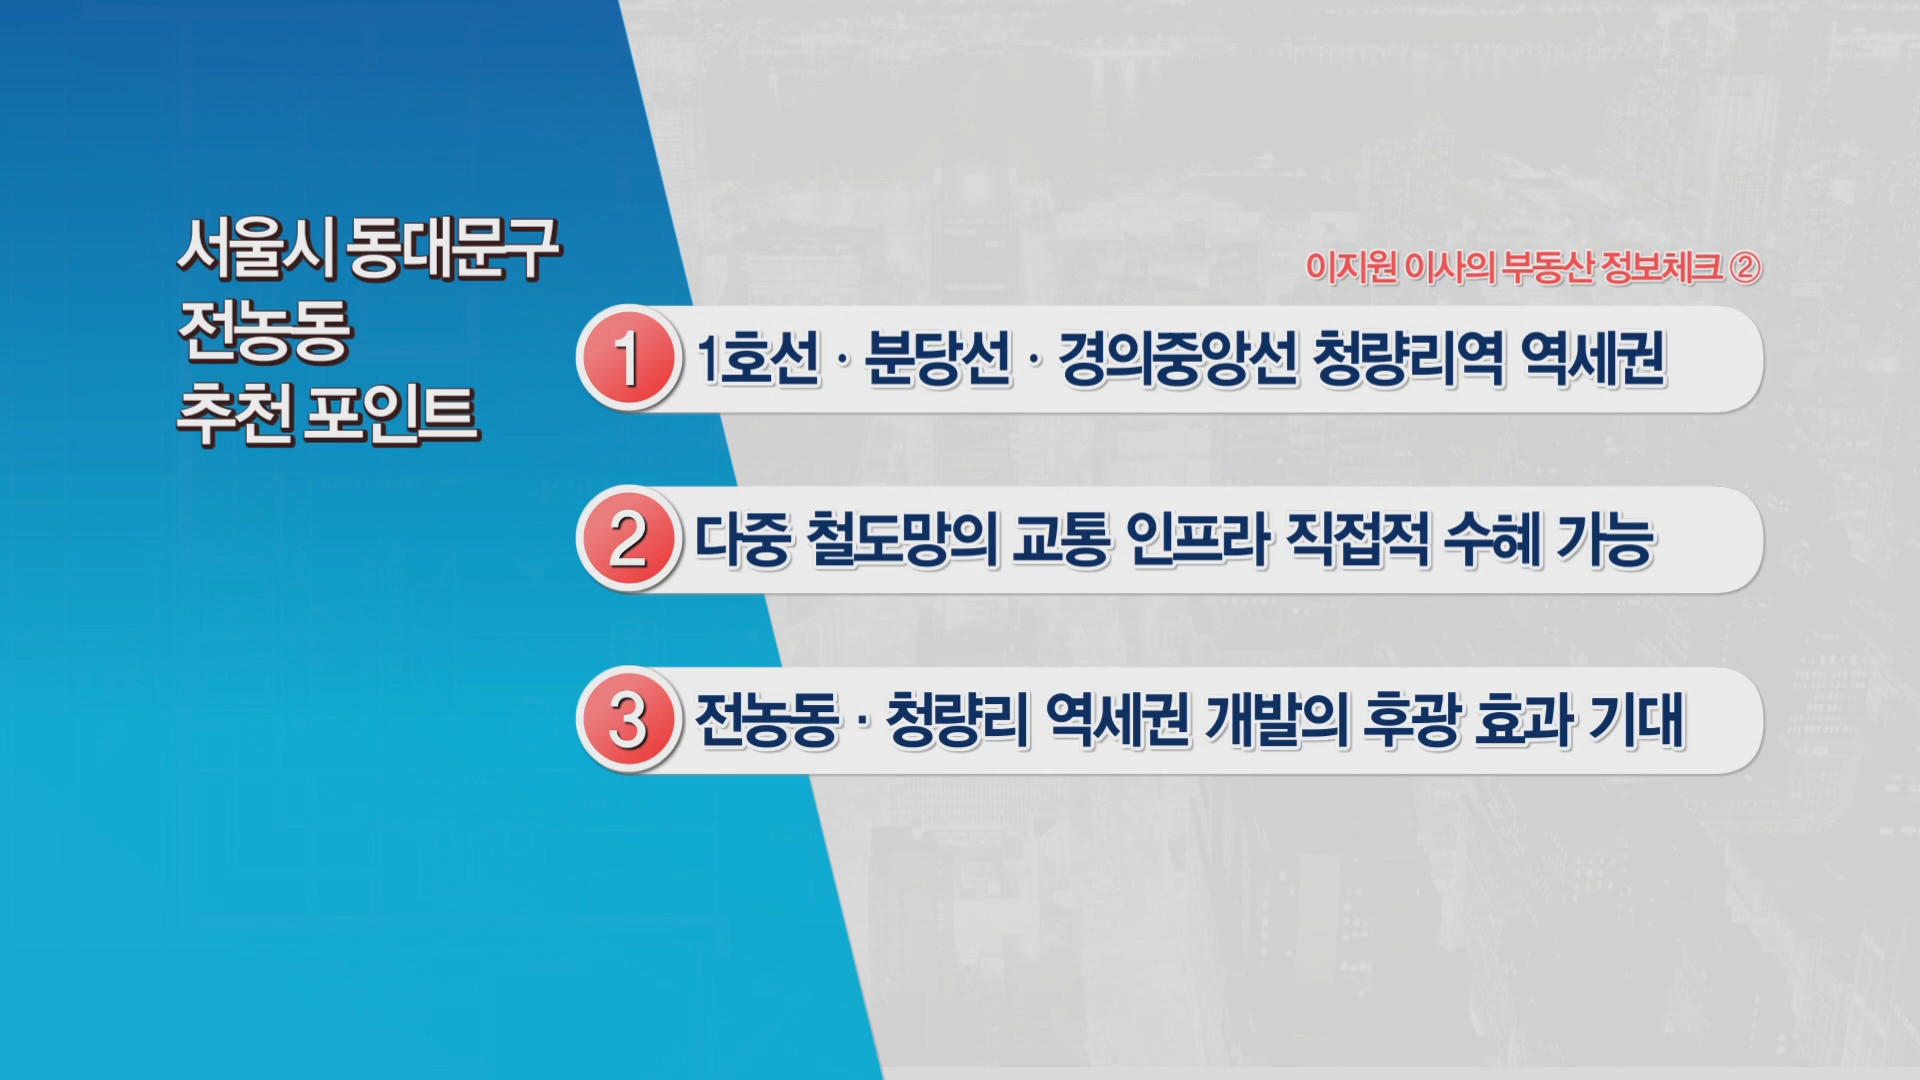 서울시 동대문구
전농동
추천 포인트
이지원 이사의 부동산 정보체크 ②
1 1호선 · 분당선 · 경의중앙선 청량리역 역세권
2 다중 철도망의 교통 인프라 직접적 수혜 가능
3 전농동 · 청량리 역세권 개발의 후광 효과 기대